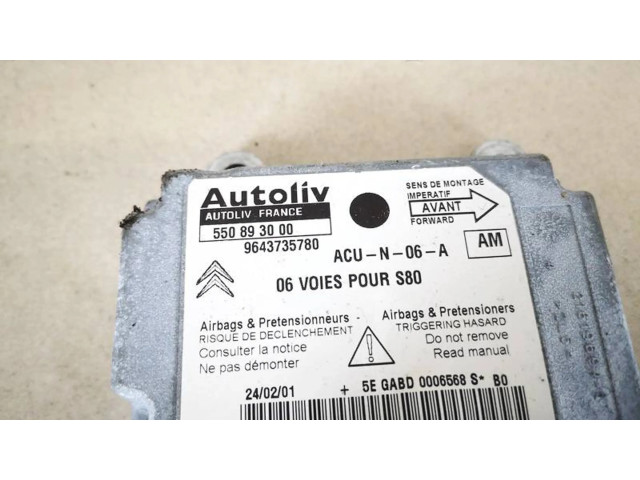 Autoliv
AUTOLIV FRANCE
550 89 30 00
9643735780
SENS DE MONTAGE
IMPERATIF
AVANT
FORWARD
ACU-N-06-A
AM
06 VOIES POUR S80
Airbags & Pretensionneurs
RISQUE DE DECLENCHEMENT
Consulter la notice
Ne pas démonter
Airbags & Pretensioners
TRIGGERING HASARD
Do not remove
Read manual
24/02/01 + 5E GABD 0006568 S* B0